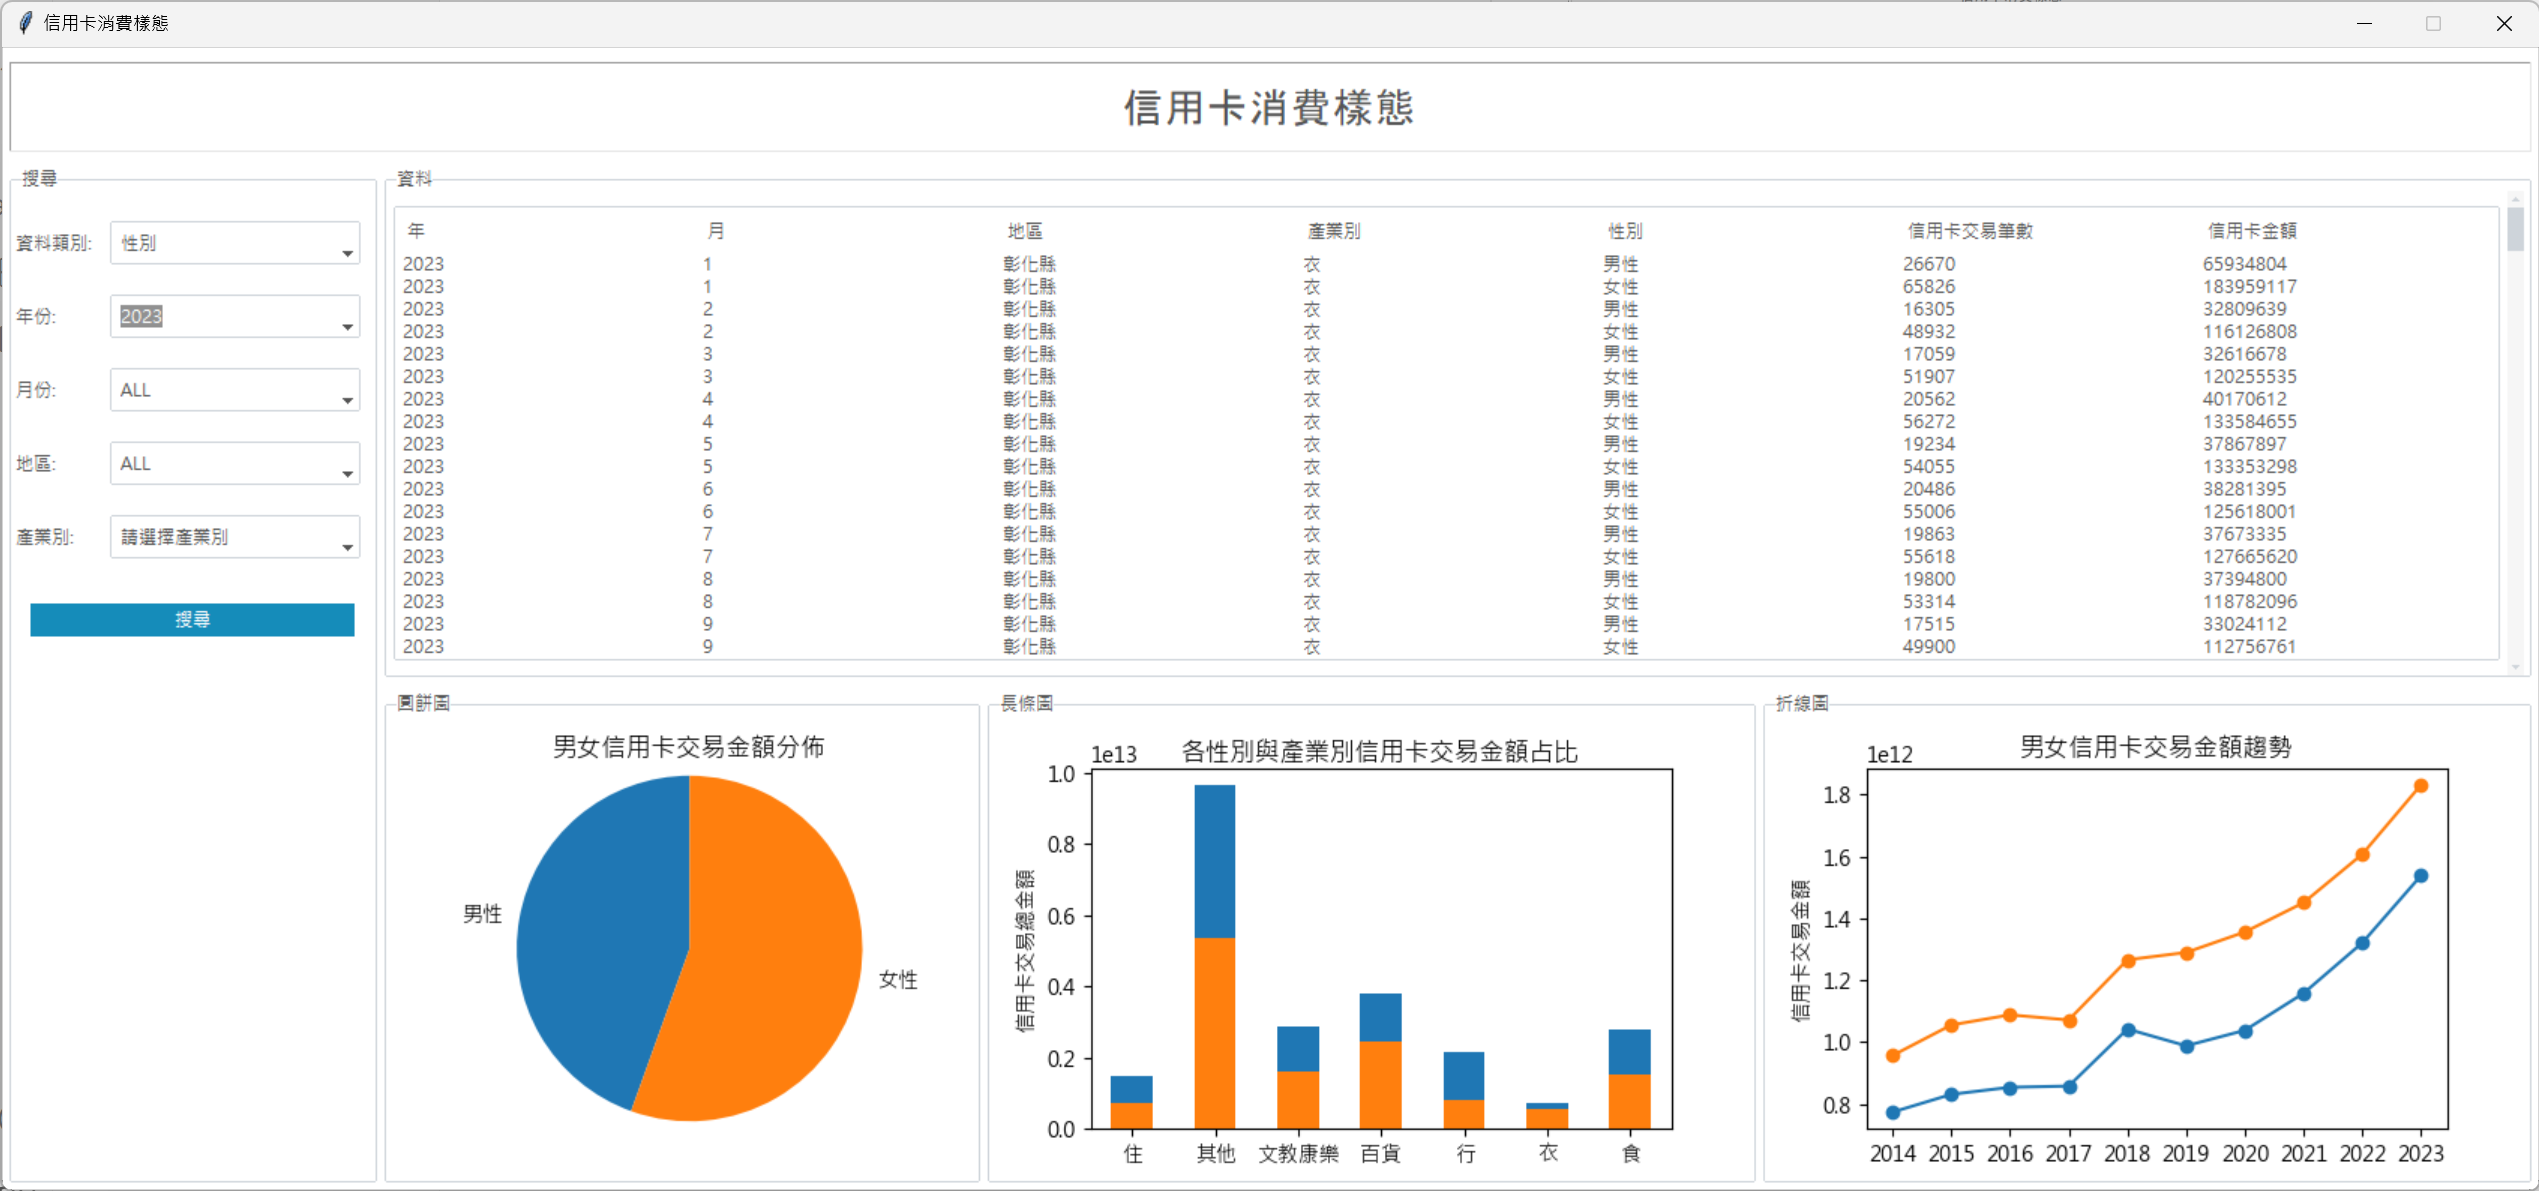 信用卡消費樣態
信用卡消費樣態
搜尋
資料類別: 性別
年份: 2023
月份: ALL
地區: ALL
產業別: 請選擇產業別
搜尋
資料
年 月 地區 產業別 性別 信用卡交易筆數 信用卡金額
2023 1 彰化縣 衣 男性 26670 65934804
2023 1 彰化縣 衣 女性 65826 183959117
2023 2 彰化縣 衣 男性 16305 32809639
2023 2 彰化縣 衣 女性 48932 116126808
2023 3 彰化縣 衣 男性 17059 32616678
2023 3 彰化縣 衣 女性 51907 120255535
2023 4 彰化縣 衣 男性 20562 40170612
2023 4 彰化縣 衣 女性 56272 133584655
2023 5 彰化縣 衣 男性 19234 37867897
2023 5 彰化縣 衣 女性 54055 133353298
2023 6 彰化縣 衣 男性 20486 38281395
2023 6 彰化縣 衣 女性 55006 125618001
2023 7 彰化縣 衣 男性 19863 37673335
2023 7 彰化縣 衣 女性 55618 127665620
2023 8 彰化縣 衣 男性 19800 37394800
2023 8 彰化縣 衣 女性 53314 118782096
2023 9 彰化縣 衣 男性 17515 33024112
2023 9 彰化縣 衣 女性 49900 112756761
圓餅圖
男女信用卡交易金額分佈
男性
女性
長條圖
1e13 各性別與產業別信用卡交易金額占比
1.0
0.8
0.6
0.4
0.2
0.0
信用卡交易總金額
住 其他 文教康樂 百貨 行 衣 食
折線圖
1e12 男女信用卡交易金額趨勢
1.8
1.6
1.4
1.2
1.0
0.8
信用卡交易金額
2014 2015 2016 2017 2018 2019 2020 2021 2022 2023